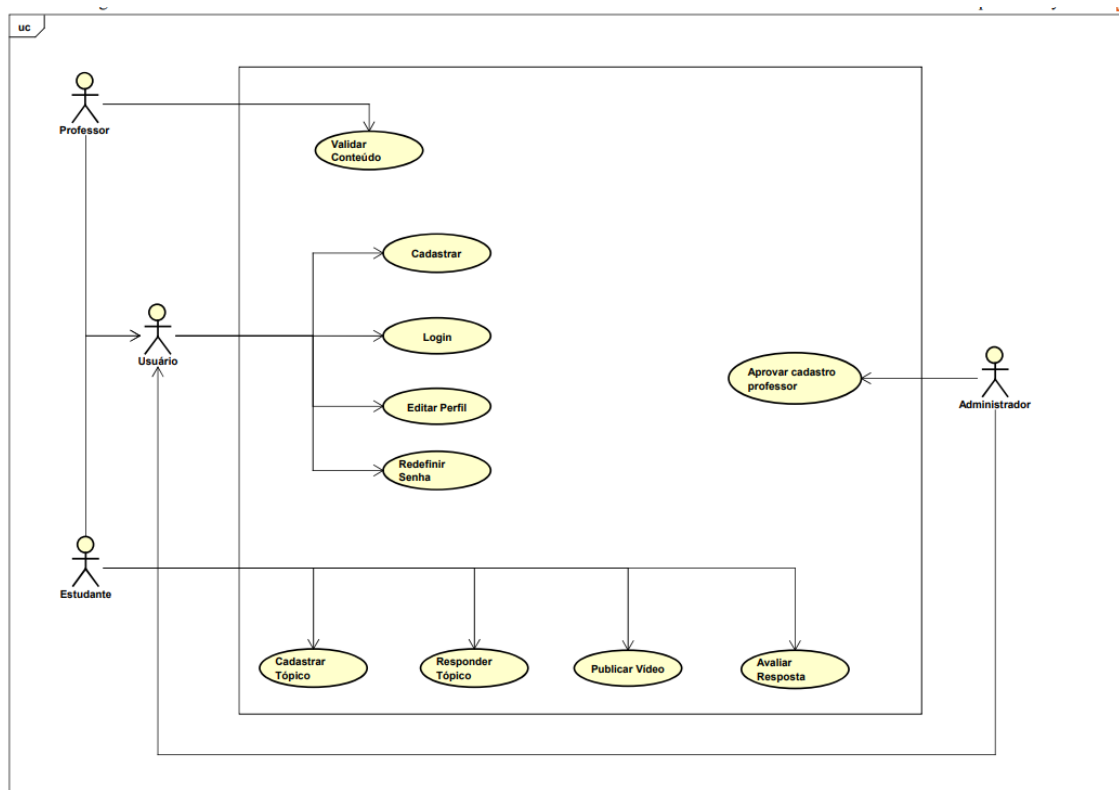 uc
Professor
Validar
Conteúdo
Cadastrar
Usuário
Login
Aprovar cadastro
professor
Administrador
Editar Perfil
Redefinir
Senha
Estudante
Cadastrar
Tópico
Responder
Tópico
Publicar Vídeo
Avaliar
Resposta